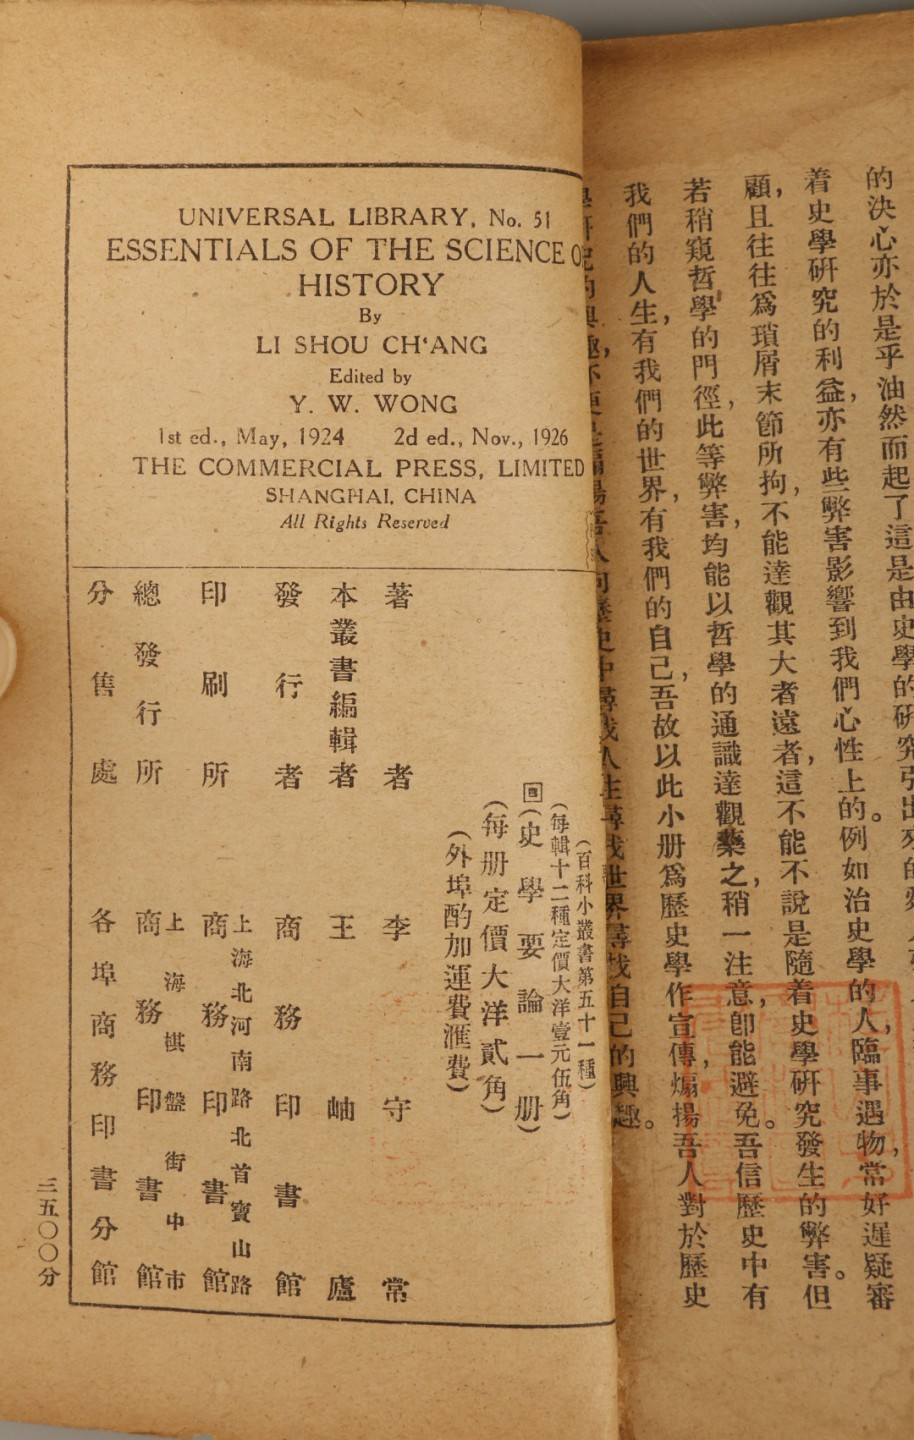 的決心亦於是乎油然而起了這是由史學的硏究引出來的
着史學硏究的利益，亦有些弊害影響到我們心性上的。例如治史學的人，臨事遇物，常好遲疑審
顧，且往往爲瑣屑末節所拘，不能達觀其大者遠者，這不能不說是隨着史學硏究發生的弊害。但
若稍窺哲學的門徑，此等弊害，均能以哲學的通識達觀藥之，稍一注意，卽能避免。吾信歷史中有
我們的人生，有我們的世界，有我們的自己，吾故以此小册爲歷史學作宣傳，煽揚吾人對於歷史
UNIVERSAL LIBRARY, No. 51
ESSENTIALS OF THE SCIENCE O
HISTORY
By
LI SHOU CH‘ANG
Edited by
Y. W. WONG
1st ed., May, 1924 2d ed., Nov., 1926
THE COMMERCIAL PRESS, LIMITED
SHANGHAI, CHINA
All Rights Reserved
（百科小叢書第五十一種）
（每輯十二種定價大洋壹元伍角）
（史學要論一册）
（每册定價大洋貳角）
（外埠酌加運費滙費）
著者 李守常
本叢書編輯者 王岫廬
發行者 商務印書館
印刷所 上海北河南路北首寶山路 商務印書館
總發行所 上海棋盤街中市 商務印書館
分售處 各埠商務印書分館
三五〇〇分